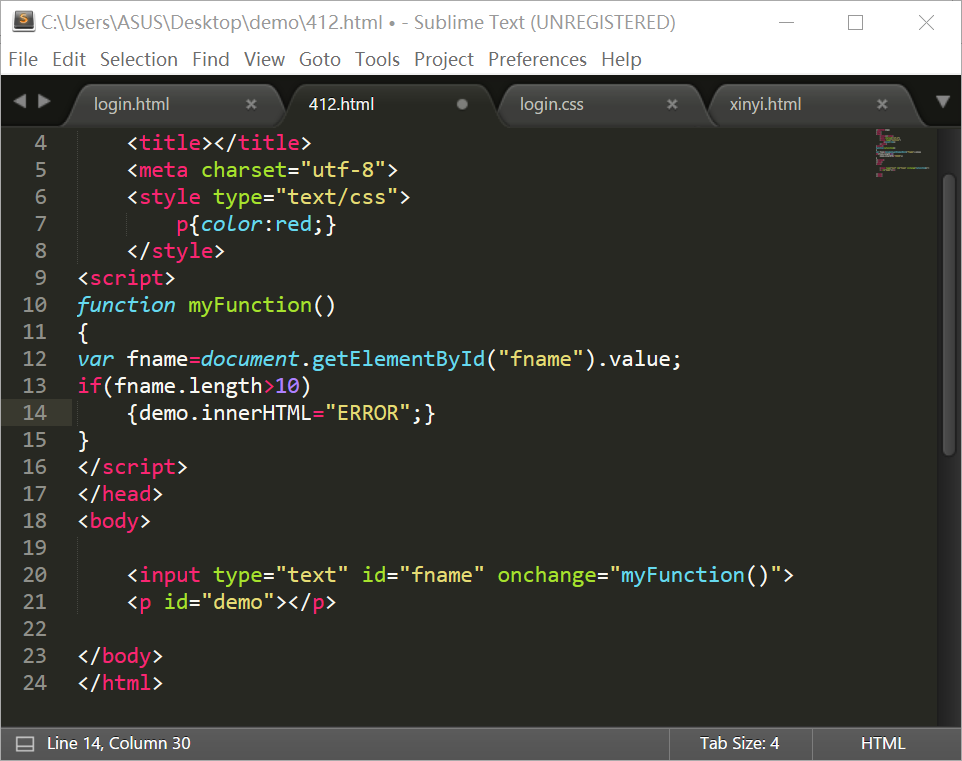 C:\Users\ASUS\Desktop\demo\412.html • - Sublime Text (UNREGISTERED)
File Edit Selection Find View Goto Tools Project Preferences Help
login.html 412.html login.css xinyi.html
4 <title></title>
5 <meta charset="utf-8">
6 <style type="text/css">
7 p{color:red;}
8 </style>
9 <script>
10 function myFunction()
11 {
12 var fname=document.getElementById("fname").value;
13 if(fname.length>10)
14 {demo.innerHTML="ERROR";}
15 }
16 </script>
17 </head>
18 <body>
19
20 <input type="text" id="fname" onchange="myFunction()">
21 <p id="demo"></p>
22
23 </body>
24 </html>
Line 14, Column 30 Tab Size: 4 HTML